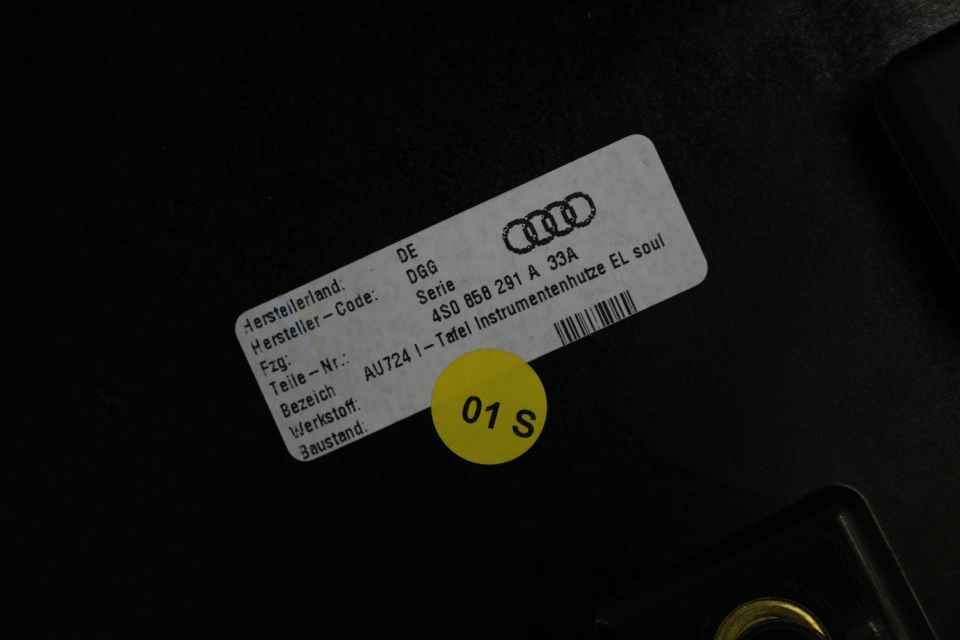 Herstellerland: DE
Hersteller-Code: DGG
Fzg: Serie
Teile-Nr.: 4S0 858 291 A 33A
Bezeich AU724 I-Tafel Instrumentenhutze EL soul
Werkstoff:
Baustand:
01 S